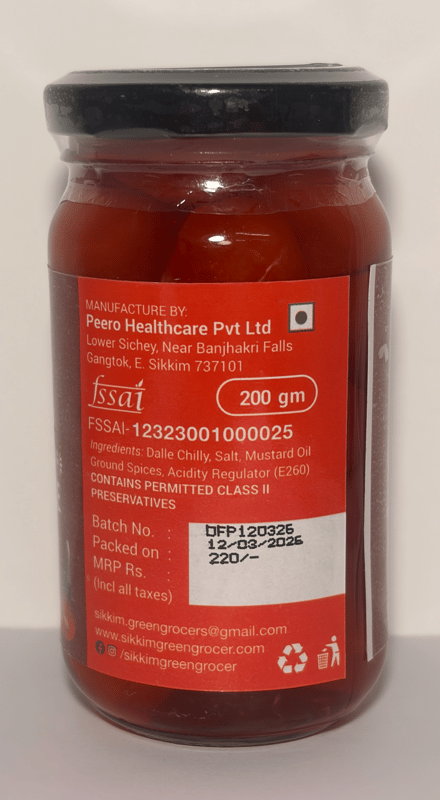 MANUFACTURE BY:
Peero Healthcare Pvt Ltd
Lower Sichey, Near Banjhakri Falls
Gangtok, E. Sikkim 737101
fssai
200 gm
FSSAI-12323001000025
Ingredients: Dalle Chilly, Salt, Mustard Oil
Ground Spices, Acidity Regulator (E260)
CONTAINS PERMITTED CLASS II
PRESERVATIVES
Batch No. : DFP120326
Packed on : 12/03/2026
MRP Rs. : 220/-
(Incl all taxes)
sikkim.greengrocers@gmail.com
www.sikkimgreengrocer.com
/sikkimgreengrocer